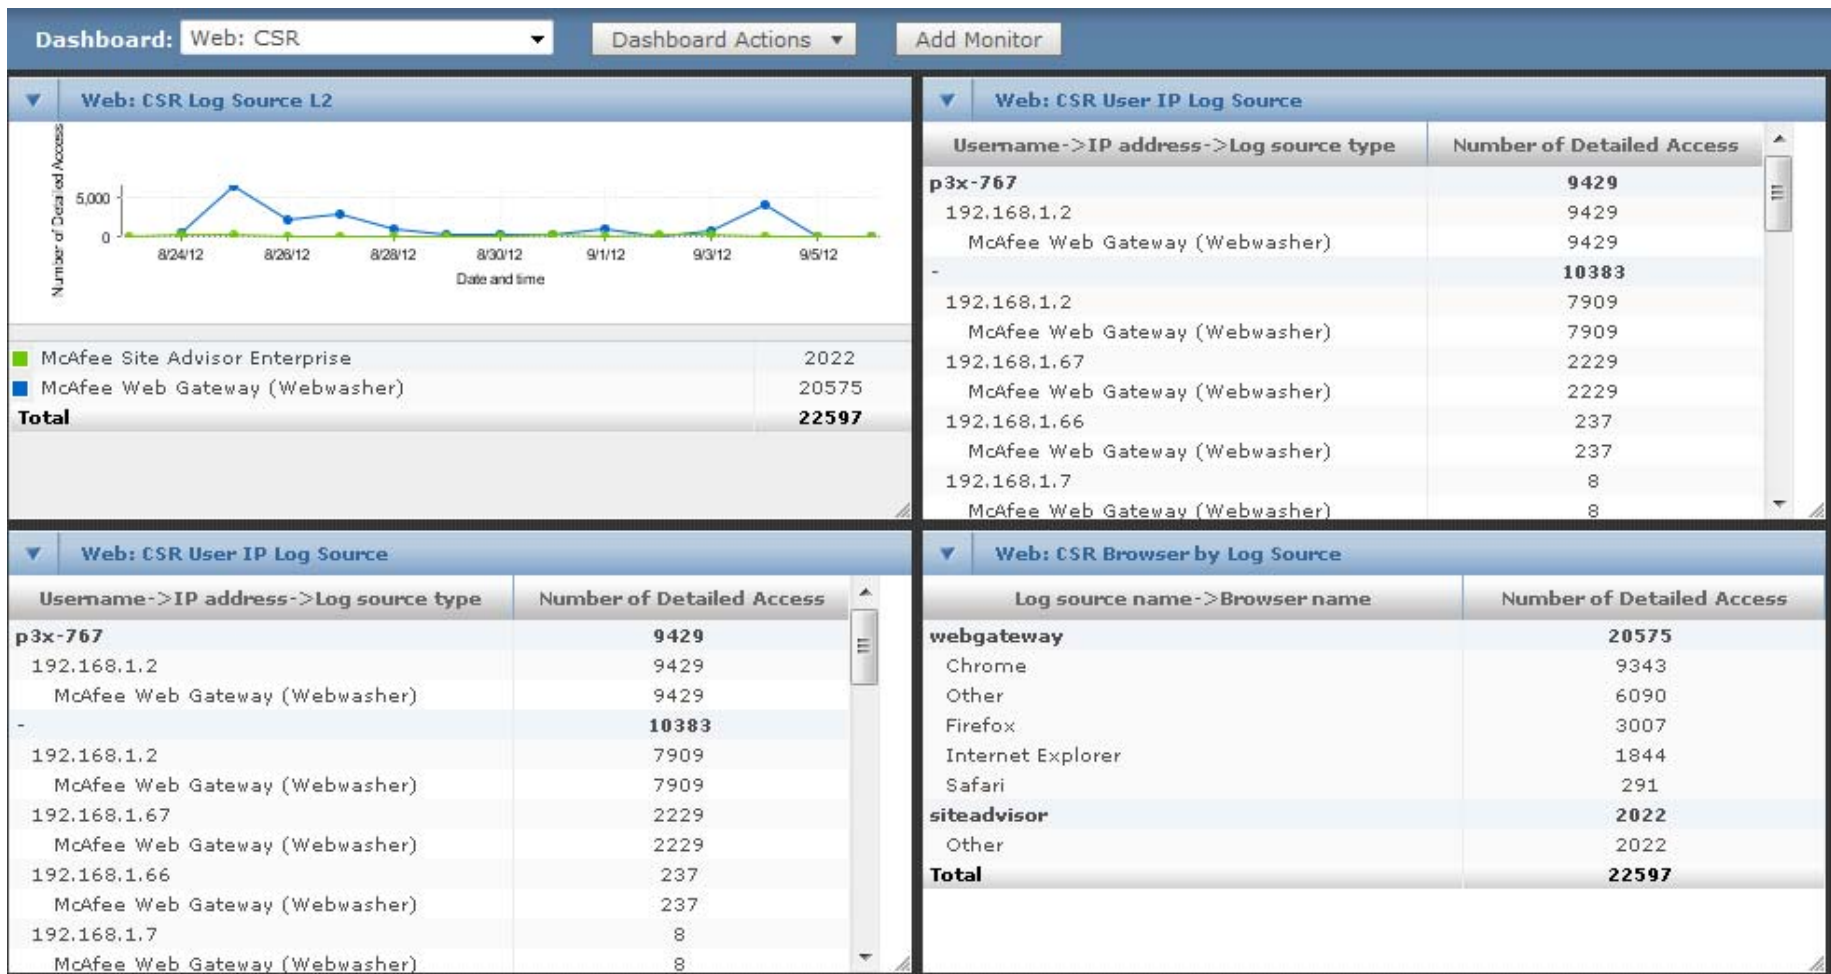 Dashboard: Web: CSR Dashboard Actions Add Monitor
Web: CSR Log Source L2
Number of Detailed Access
5,000
0
8/24/12 8/26/12 8/28/12 8/30/12 9/1/12 9/3/12 9/5/12
Date and time
McAfee Site Advisor Enterprise 2022
McAfee Web Gateway (Webwasher) 20575
Total 22597
Web: CSR User IP Log Source
Username->IP address->Log source type Number of Detailed Access
p3x-767 9429
192.168.1.2 9429
McAfee Web Gateway (Webwasher) 9429
- 10383
192.168.1.2 7909
McAfee Web Gateway (Webwasher) 7909
192.168.1.67 2229
McAfee Web Gateway (Webwasher) 2229
192.168.1.66 237
McAfee Web Gateway (Webwasher) 237
192.168.1.7 8
McAfee Web Gateway (Webwasher) 8
Web: CSR User IP Log Source
Username->IP address->Log source type Number of Detailed Access
p3x-767 9429
192.168.1.2 9429
McAfee Web Gateway (Webwasher) 9429
- 10383
192.168.1.2 7909
McAfee Web Gateway (Webwasher) 7909
192.168.1.67 2229
McAfee Web Gateway (Webwasher) 2229
192.168.1.66 237
McAfee Web Gateway (Webwasher) 237
192.168.1.7 8
McAfee Web Gateway (Webwasher) 8
Web: CSR Browser by Log Source
Log source name->Browser name Number of Detailed Access
webgateway 20575
Chrome 9343
Other 6090
Firefox 3007
Internet Explorer 1844
Safari 291
siteadvisor 2022
Other 2022
Total 22597